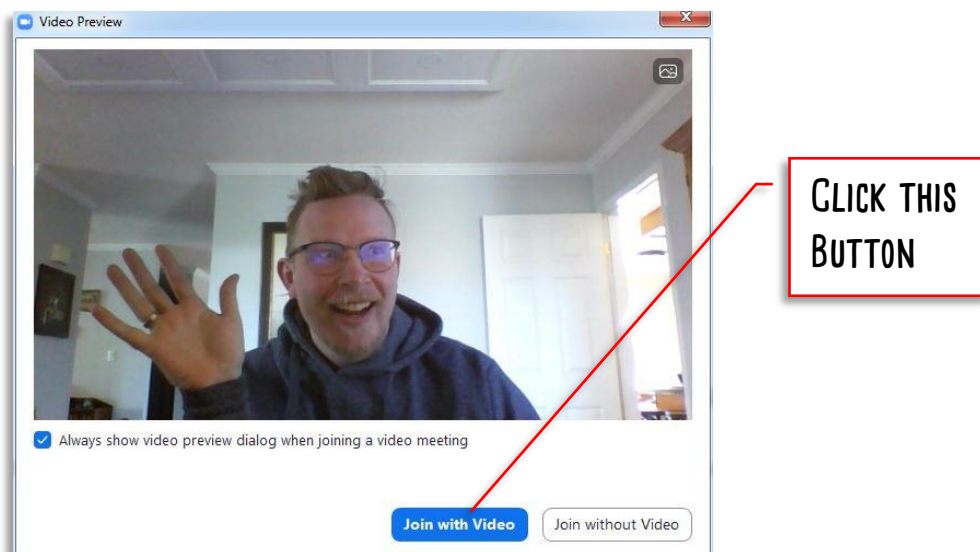 Video Preview
Always show video preview dialog when joining a video meeting
Join with Video
Join without Video
CLICK THIS
BUTTON